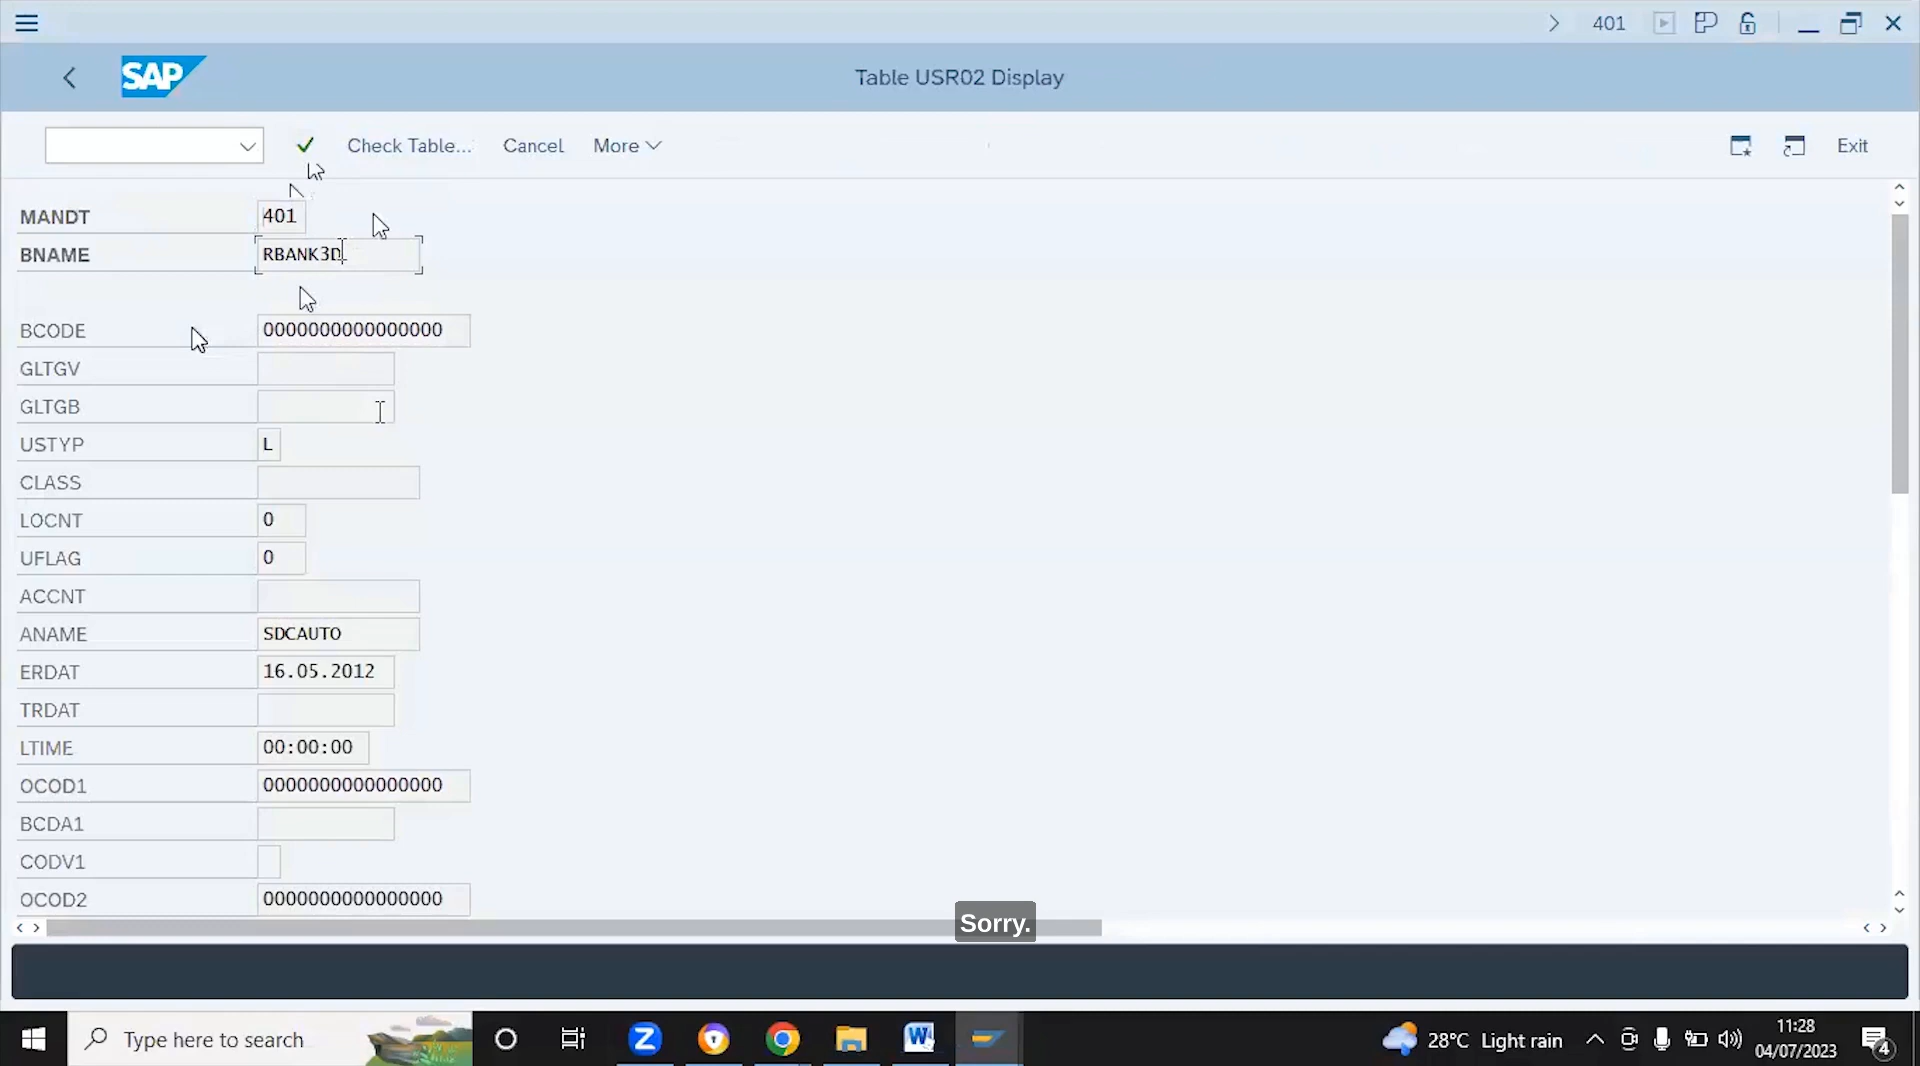 401
SAP
Table USR02 Display
Check Table...
Cancel
More
Exit
MANDT 401
BNAME RBANK3D
BCODE 0000000000000000
GLTGV
GLTGB
USTYP L
CLASS
LOCNT 0
UFLAG 0
ACCNT
ANAME SDCAUTO
ERDAT 16.05.2012
TRDAT
LTIME 00:00:00
OCOD1 0000000000000000
BCDA1
CODV1
OCOD2 0000000000000000
Sorry.
Type here to search
28°C Light rain
11:28
04/07/2023
4